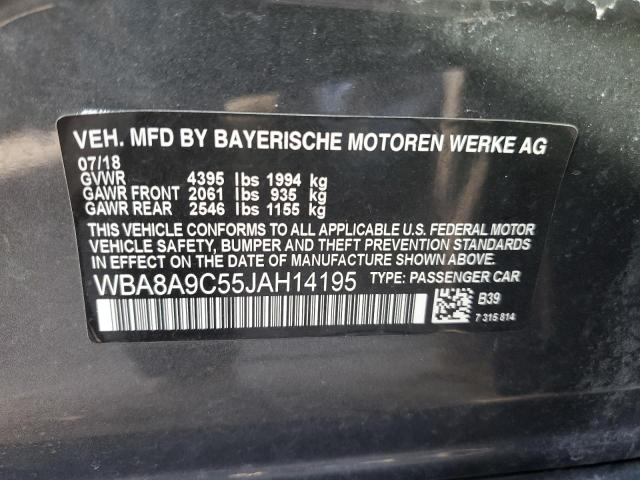 VEH. MFD BY BAYERISCHE MOTOREN WERKE AG
07/18
GVWR 4395 lbs 1994 kg
GAWR FRONT 2061 lbs 935 kg
GAWR REAR 2546 lbs 1155 kg
THIS VEHICLE CONFORMS TO ALL APPLICABLE U.S. FEDERAL MOTOR
VEHICLE SAFETY, BUMPER AND THEFT PREVENTION STANDARDS
IN EFFECT ON THE DATE OF MANUFACTURE SHOWN ABOVE.
WBA8A9C55JAH14195 TYPE: PASSENGER CAR
B39
7 315 814